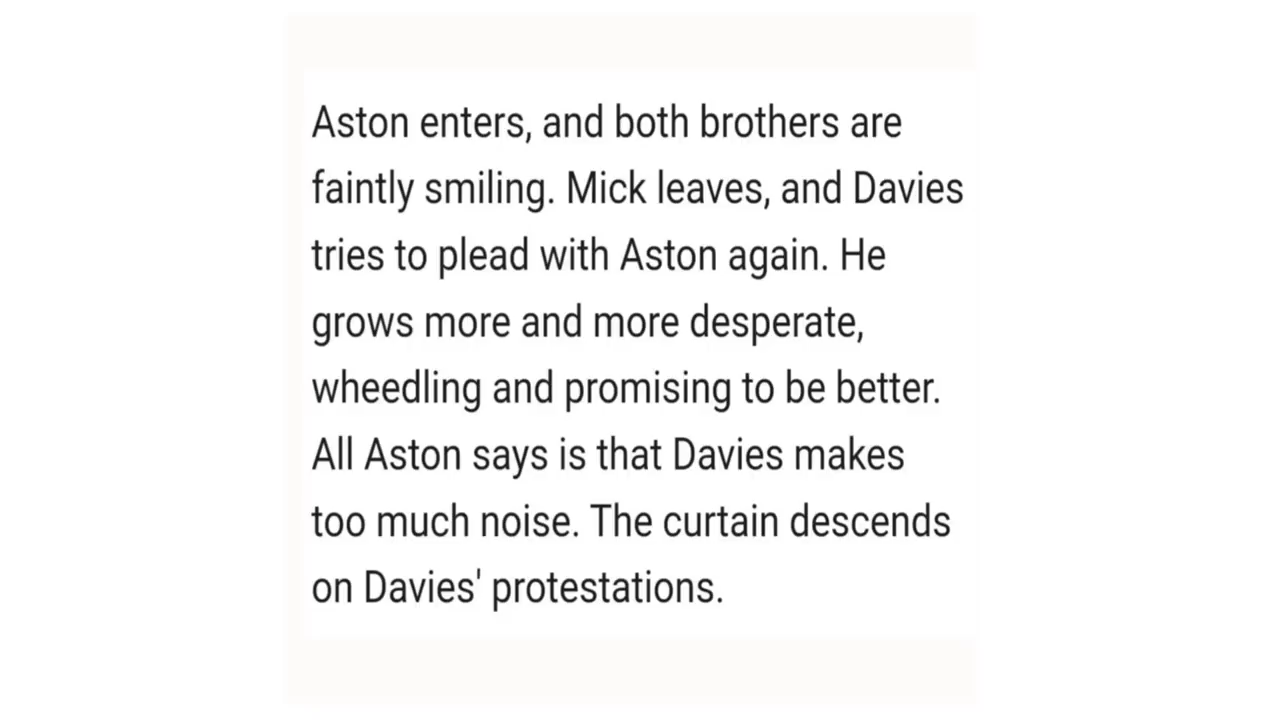 Aston enters, and both brothers are
faintly smiling. Mick leaves, and Davies
tries to plead with Aston again. He
grows more and more desperate,
wheedling and promising to be better.
All Aston says is that Davies makes
too much noise. The curtain descends
on Davies' protestations.